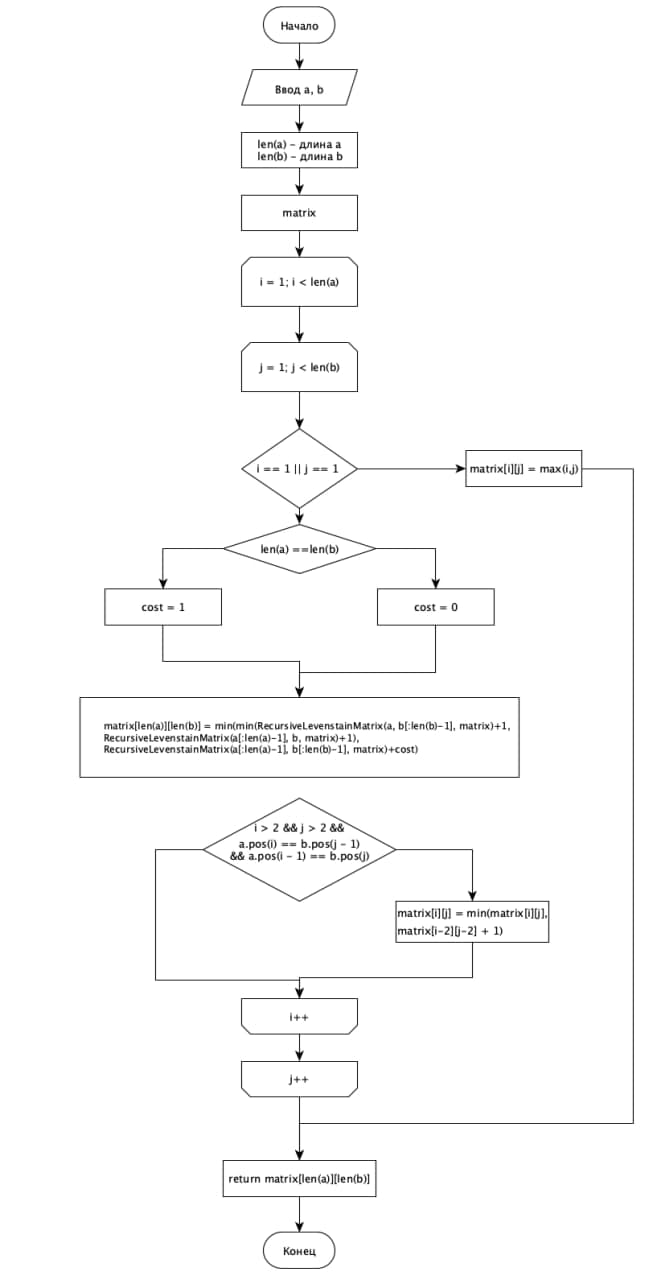 Начало
Ввод a, b
len(a) – длина a
len(b) – длина b
matrix
i = 1; i < len(a)
j = 1; j < len(b)
i == 1 || j == 1
matrix[i][j] = max(i,j)
len(a) ==len(b)
cost = 1
cost = 0
matrix[len(a)][len(b)] = min(min(RecursiveLevenstainMatrix(a, b[:len(b)-1], matrix)+1,
RecursiveLevenstainMatrix(a[:len(a)-1], b, matrix)+1),
RecursiveLevenstainMatrix(a[:len(a)-1], b[:len(b)-1], matrix)+cost)
i > 2 && j > 2 &&
a.pos(i) == b.pos(j - 1)
&& a.pos(i - 1) == b.pos(j)
matrix[i][j] = min(matrix[i][j],
matrix[i-2][j-2] + 1)
i++
j++
return matrix[len(a)][len(b)]
Конец